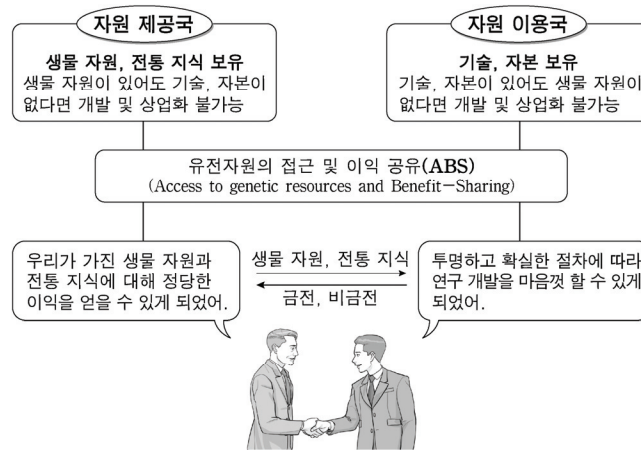 자원 제공국
생물 자원, 전통 지식 보유
생물 자원이 있어도 기술, 자본이
없다면 개발 및 상업화 불가능
자원 이용국
기술, 자본 보유
기술, 자본이 있어도 생물 자원이
없다면 개발 및 상업화 불가능
유전자원의 접근 및 이익 공유(ABS)
(Access to genetic resources and Benefit-Sharing)
우리가 가진 생물 자원과
전통 지식에 대해 정당한
이익을 얻을 수 있게 되었어.
생물 자원, 전통 지식
금전, 비금전
투명하고 확실한 절차에 따라
연구 개발을 마음껏 할 수 있게
되었어.